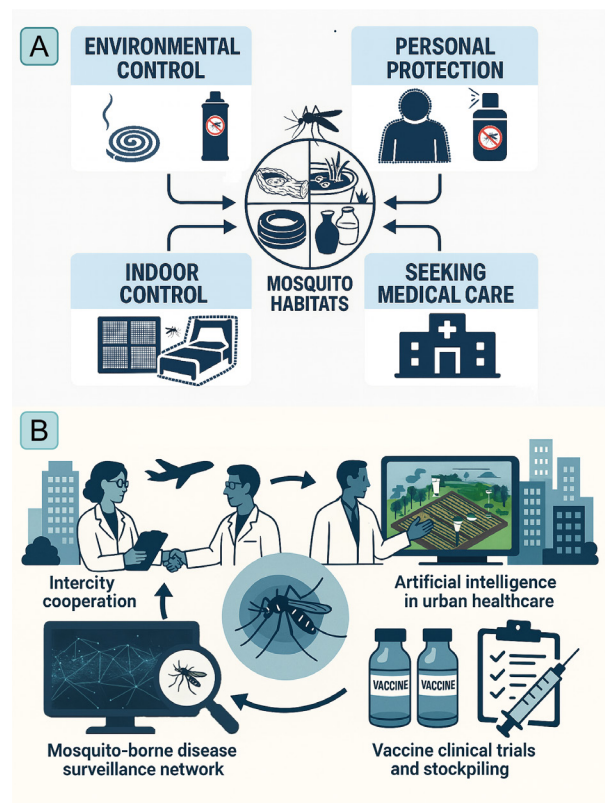 A
ENVIRONMENTAL
CONTROL
PERSONAL
PROTECTION
INDOOR
CONTROL
MOSQUITO
HABITATS
SEEKING
MEDICAL CARE
B
Intercity
cooperation
Artificial intelligence
in urban healthcare
VACCINE
VACCINE
Mosquito-borne disease
surveillance network
Vaccine clinical trials
and stockpiling